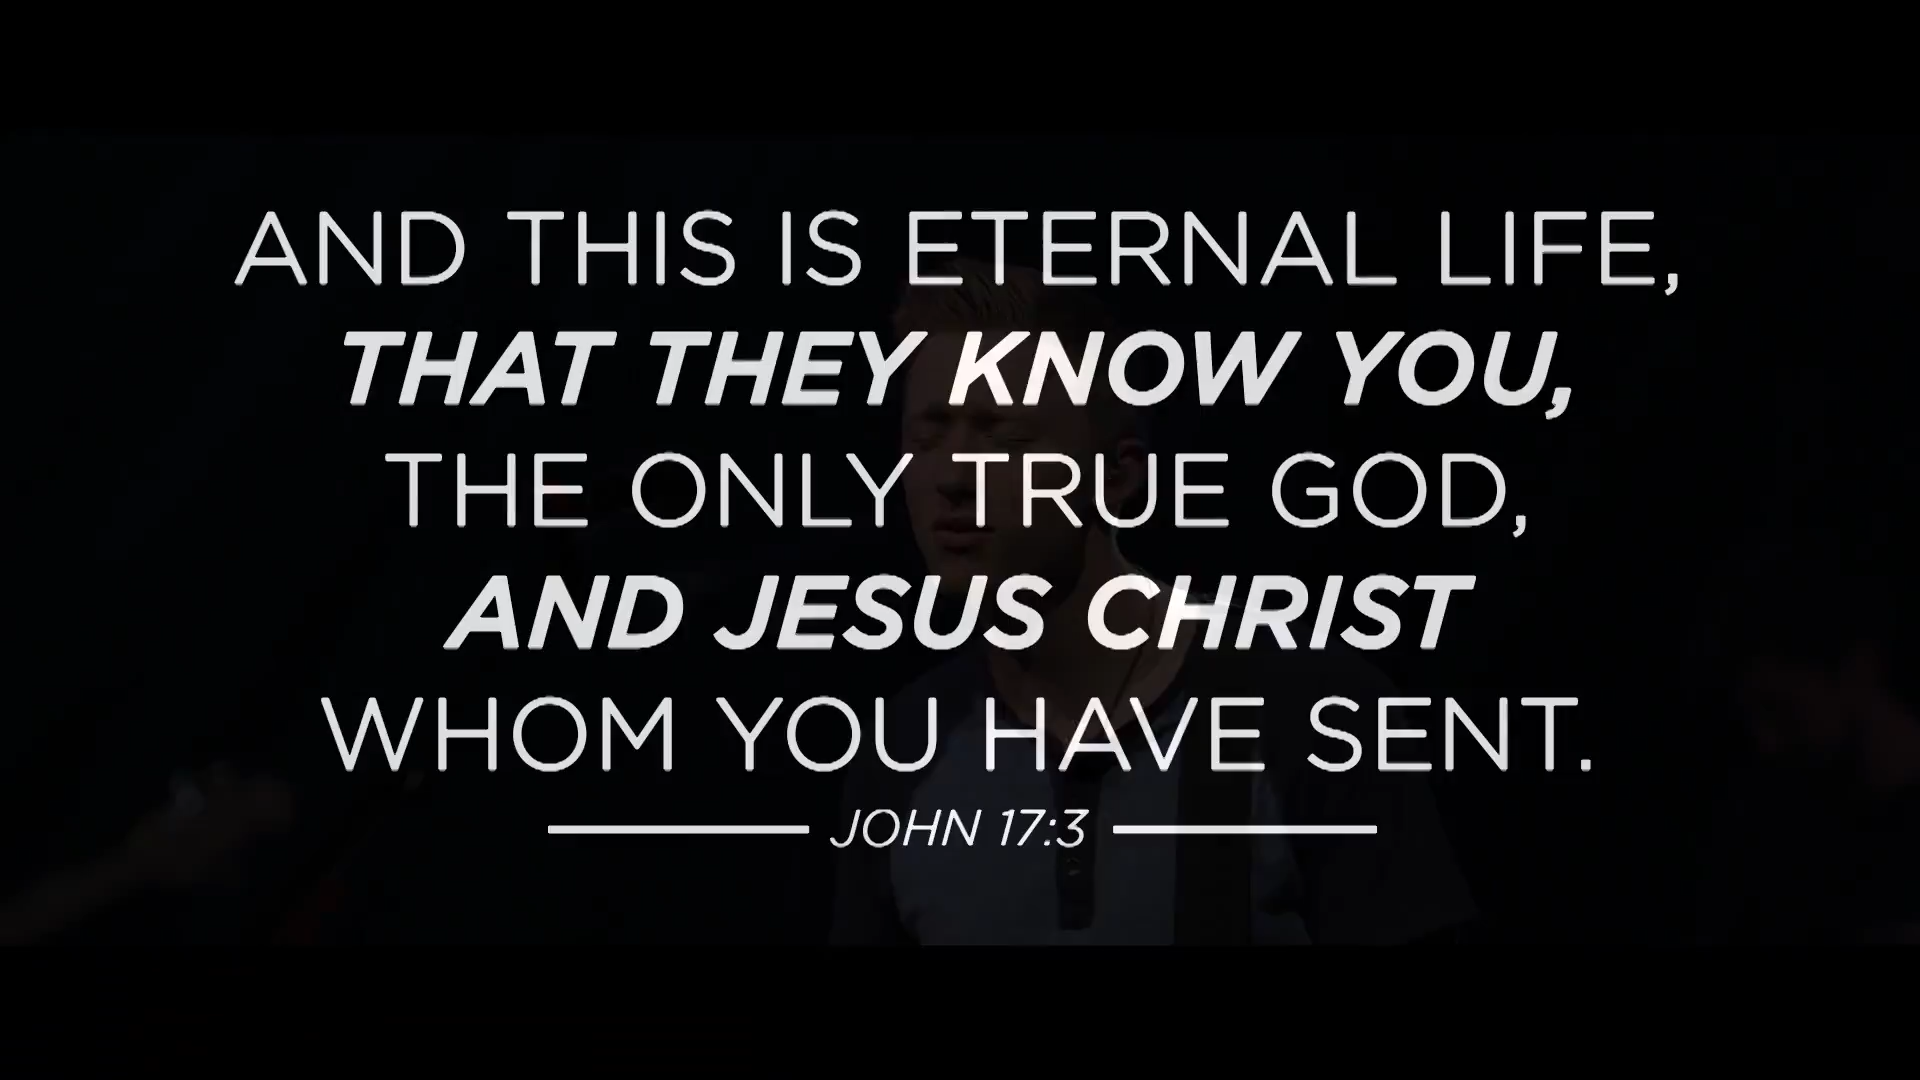 AND THIS IS ETERNAL LIFE,
THAT THEY KNOW YOU,
THE ONLY TRUE GOD,
AND JESUS CHRIST
WHOM YOU HAVE SENT.
JOHN 17:3